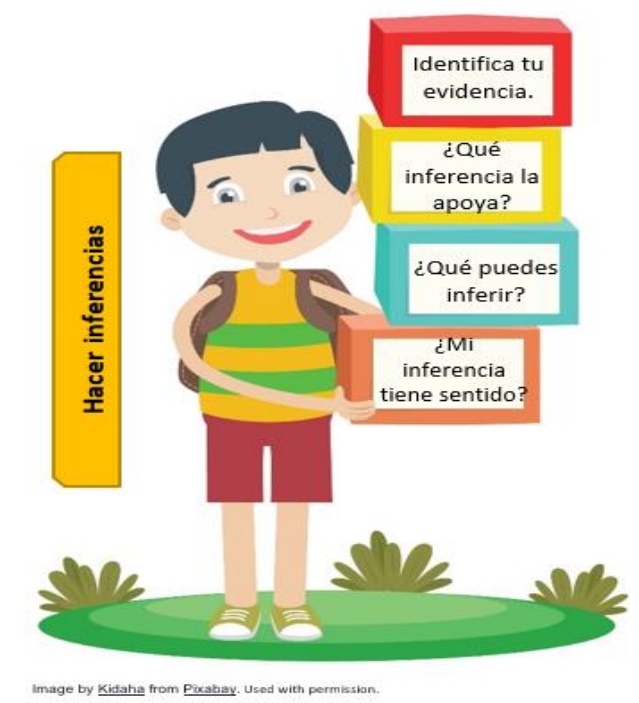 Identifica tu
evidencia.
¿Qué
inferencia la
apoya?
¿Qué puedes
inferir?
¿Mi
inferencia
tiene sentido?
Hacer inferencias
Image by Kidaha from Pixabay. Used with permission.